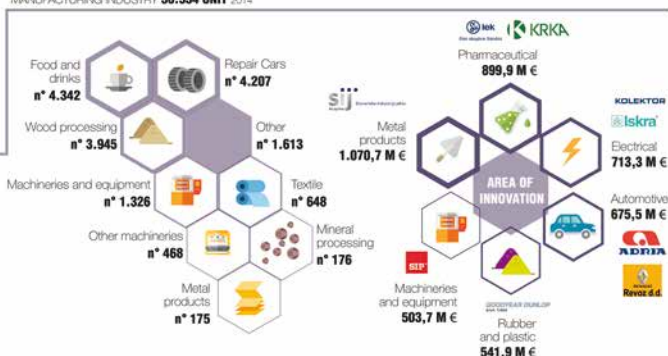 MANUFACTURING INDUSTRY 50.534 UNIT 2014
Food and
drinks
n° 4.342
Repair Cars
n° 4.207
Wood processing
n° 3.945
Other
n° 1.613
Machineries and equipment
n° 1.326
Textile
n° 648
Other machineries
n° 468
Mineral
processing
n° 176
Metal
products
n° 175
lek
KRKA
Pharmaceutical
899,9 M €
sij
Metal
products
1.070,7 M €
KOLEKTOR
Iskra
Electrical
713,3 M €
AREA OF
INNOVATION
Automotive
675,5 M €
ADRIA
Revoz d.d.
SIP
Machineries
and equipment
503,7 M €
GOODYEAR DUNLOP
Rubber
and plastic
541,9 M €